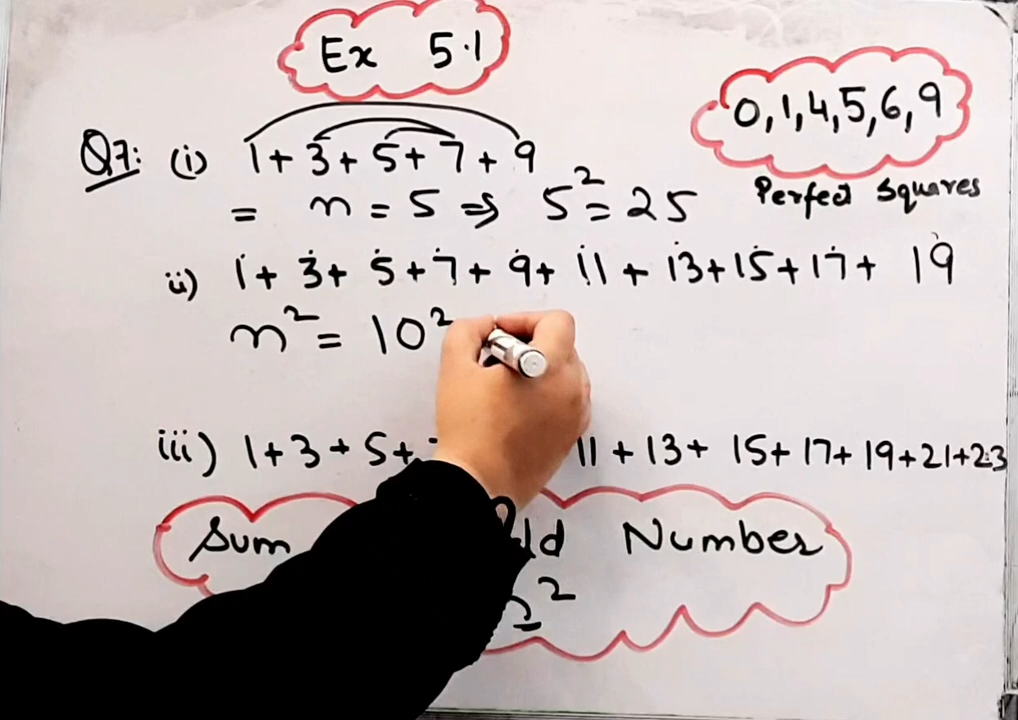 Ex 5.1
0,1,4,5,6,9
Perfect Squares
Q7: (i) 1+3+5+7+9
= n = 5 ⇒ 5² = 25
ii) 1+3+5+7+9+11+13+15+17+19
n² = 10²
iii) 1+3+5+ 11+13+15+17+19+21+23
Sum Number
²